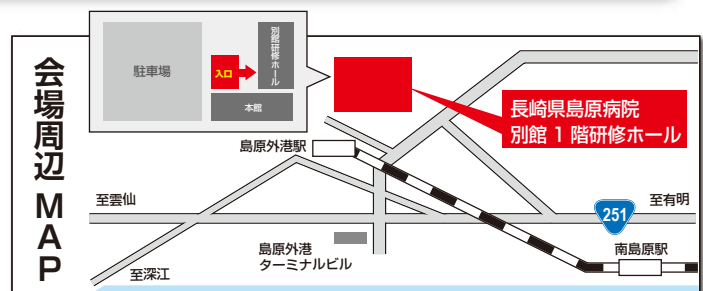 会場周辺MAP
駐車場
入口
別館研修ホール
本館
長崎県島原病院
別館1階研修ホール
島原外港駅
至雲仙
至有明
251
島原外港
ターミナルビル
南島原駅
至深江